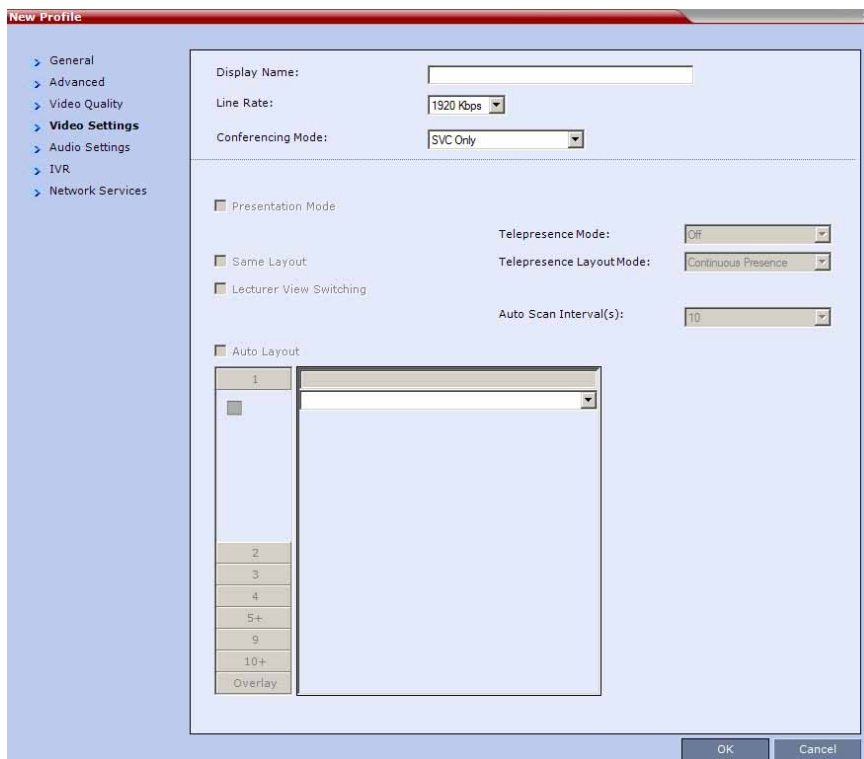 New Profile
General
Advanced
Video Quality
Video Settings
Audio Settings
IVR
Network Services
Display Name:
Line Rate: 1920 Kbps
Conferencing Mode: SVC Only
Presentation Mode
Telepresence Mode: Off
Same Layout
Telepresence Layout Mode: Continuous Presence
Lecturer View Switching
Auto Scan Interval(s): 10
Auto Layout
1
2
3
4
5+
9
10+
Overlay
OK Cancel